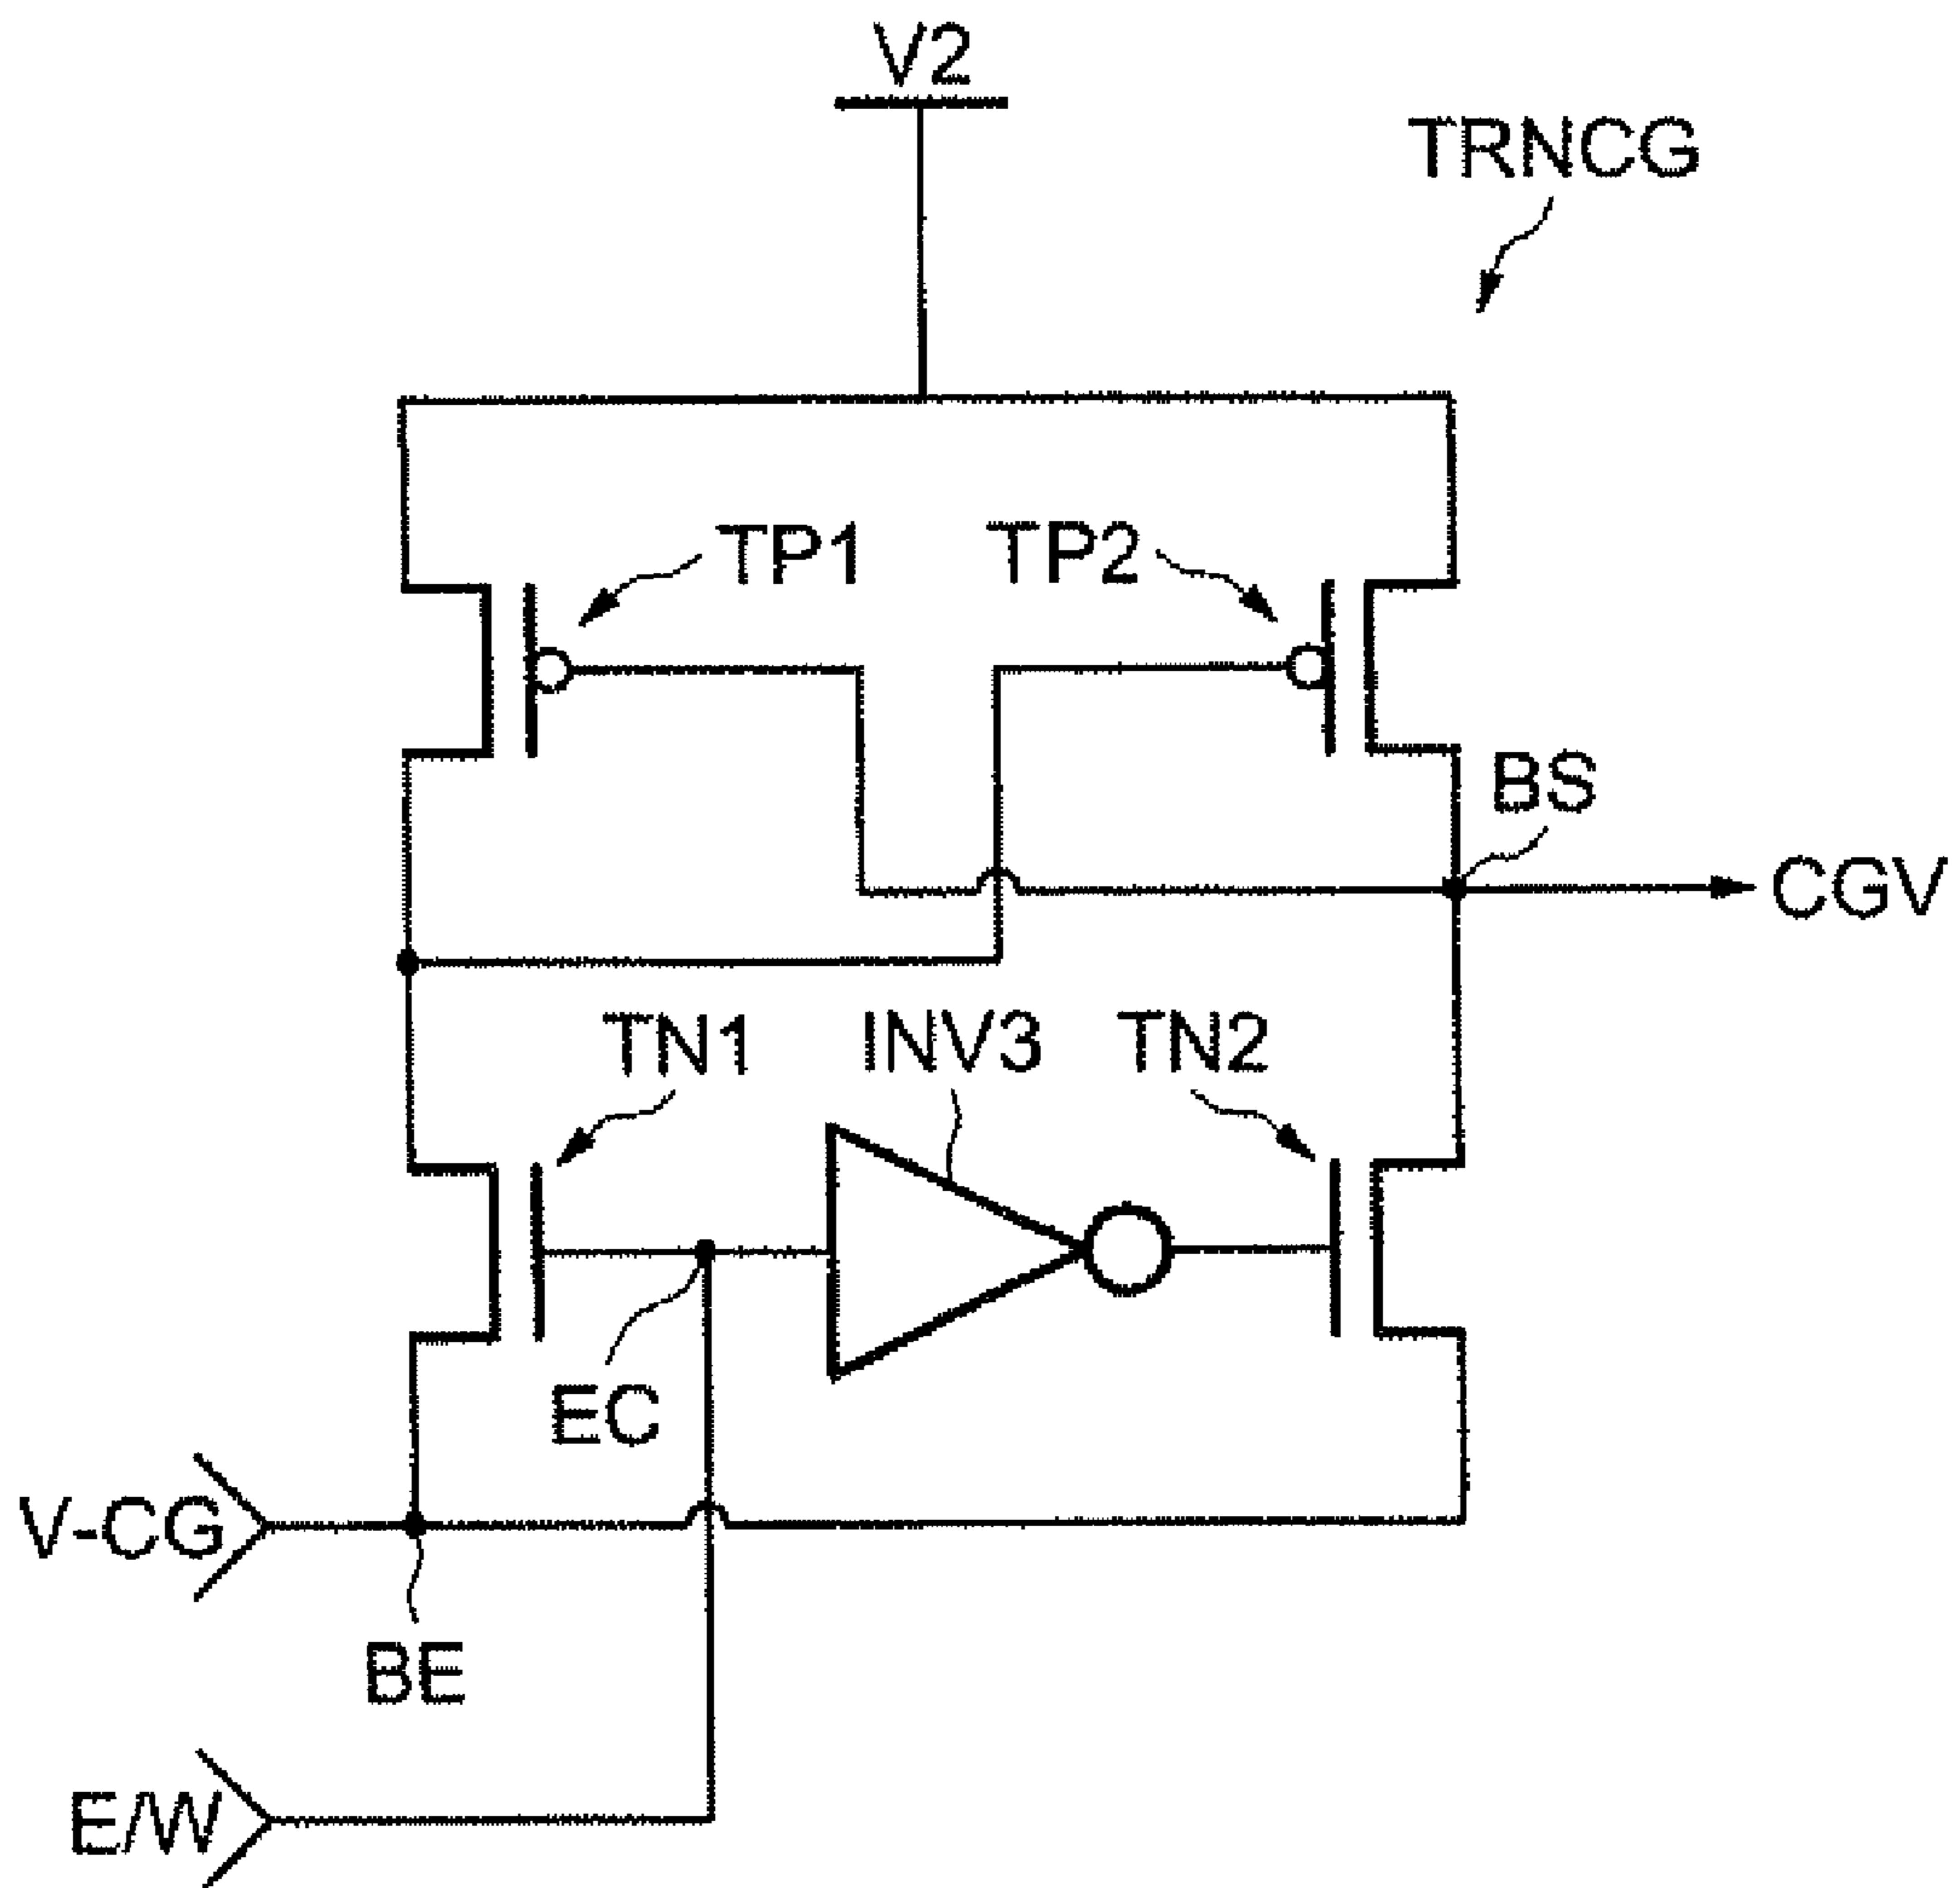 V2
TRNCG
TP1
TP2
BS
CGV
TN1
INV3
TN2
EC
V-CG
BE
E/W